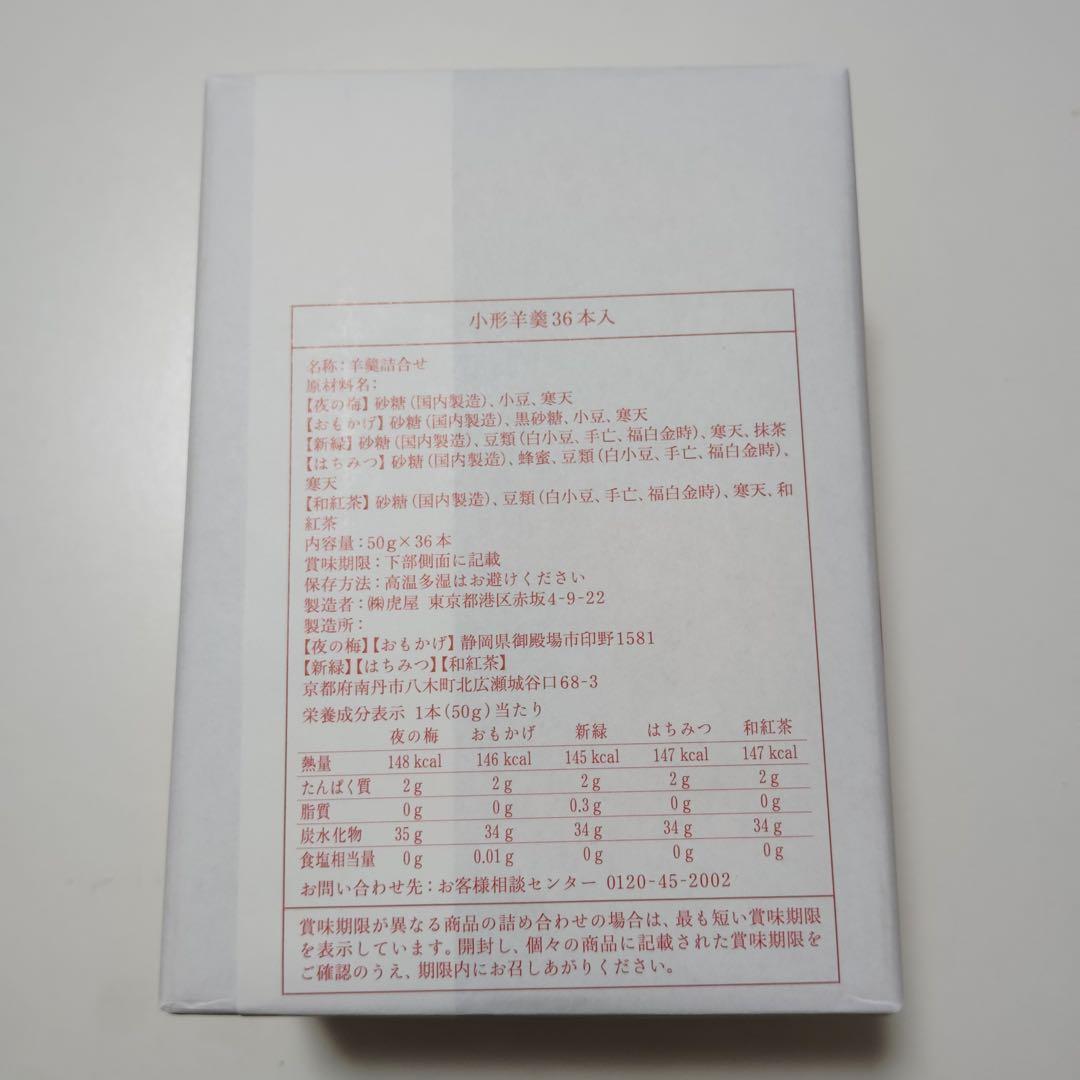 小形羊羹36本入
名称：羊羹詰合せ
原材料名：
【夜の梅】砂糖（国内製造）、小豆、寒天
【おもかげ】砂糖（国内製造）、黒砂糖、小豆、寒天
【新緑】砂糖（国内製造）、豆類（白小豆、手亡、福白金時）、寒天、抹茶
【はちみつ】砂糖（国内製造）、蜂蜜、豆類（白小豆、手亡、福白金時）、
寒天
【和紅茶】砂糖（国内製造）、豆類（白小豆、手亡、福白金時）、寒天、和
紅茶
内容量：50g×36本
賞味期限：下部側面に記載
保存方法：高温多湿はお避けください
製造者：㈱虎屋 東京都港区赤坂4-9-22
製造所：
【夜の梅】【おもかげ】静岡県御殿場市印野1581
【新緑】【はちみつ】【和紅茶】
京都府南丹市八木町北広瀬城谷口68-3
栄養成分表示 1本（50g）当たり
夜の梅 おもかげ 新緑 はちみつ 和紅茶
熱量 148 kcal 146 kcal 145 kcal 147 kcal 147 kcal
たんぱく質 2g 2g 2g 2g 2g
脂質 0g 0g 0.3g 0g 0g
炭水化物 35g 34g 34g 34g 34g
食塩相当量 0g 0.01g 0g 0g 0g
お問い合わせ先：お客様相談センター 0120-45-2002
賞味期限が異なる商品の詰め合わせの場合は、最も短い賞味期限
を表示しています。開封し、個々の商品に記載された賞味期限を
ご確認のうえ、期限内にお召しあがりください。